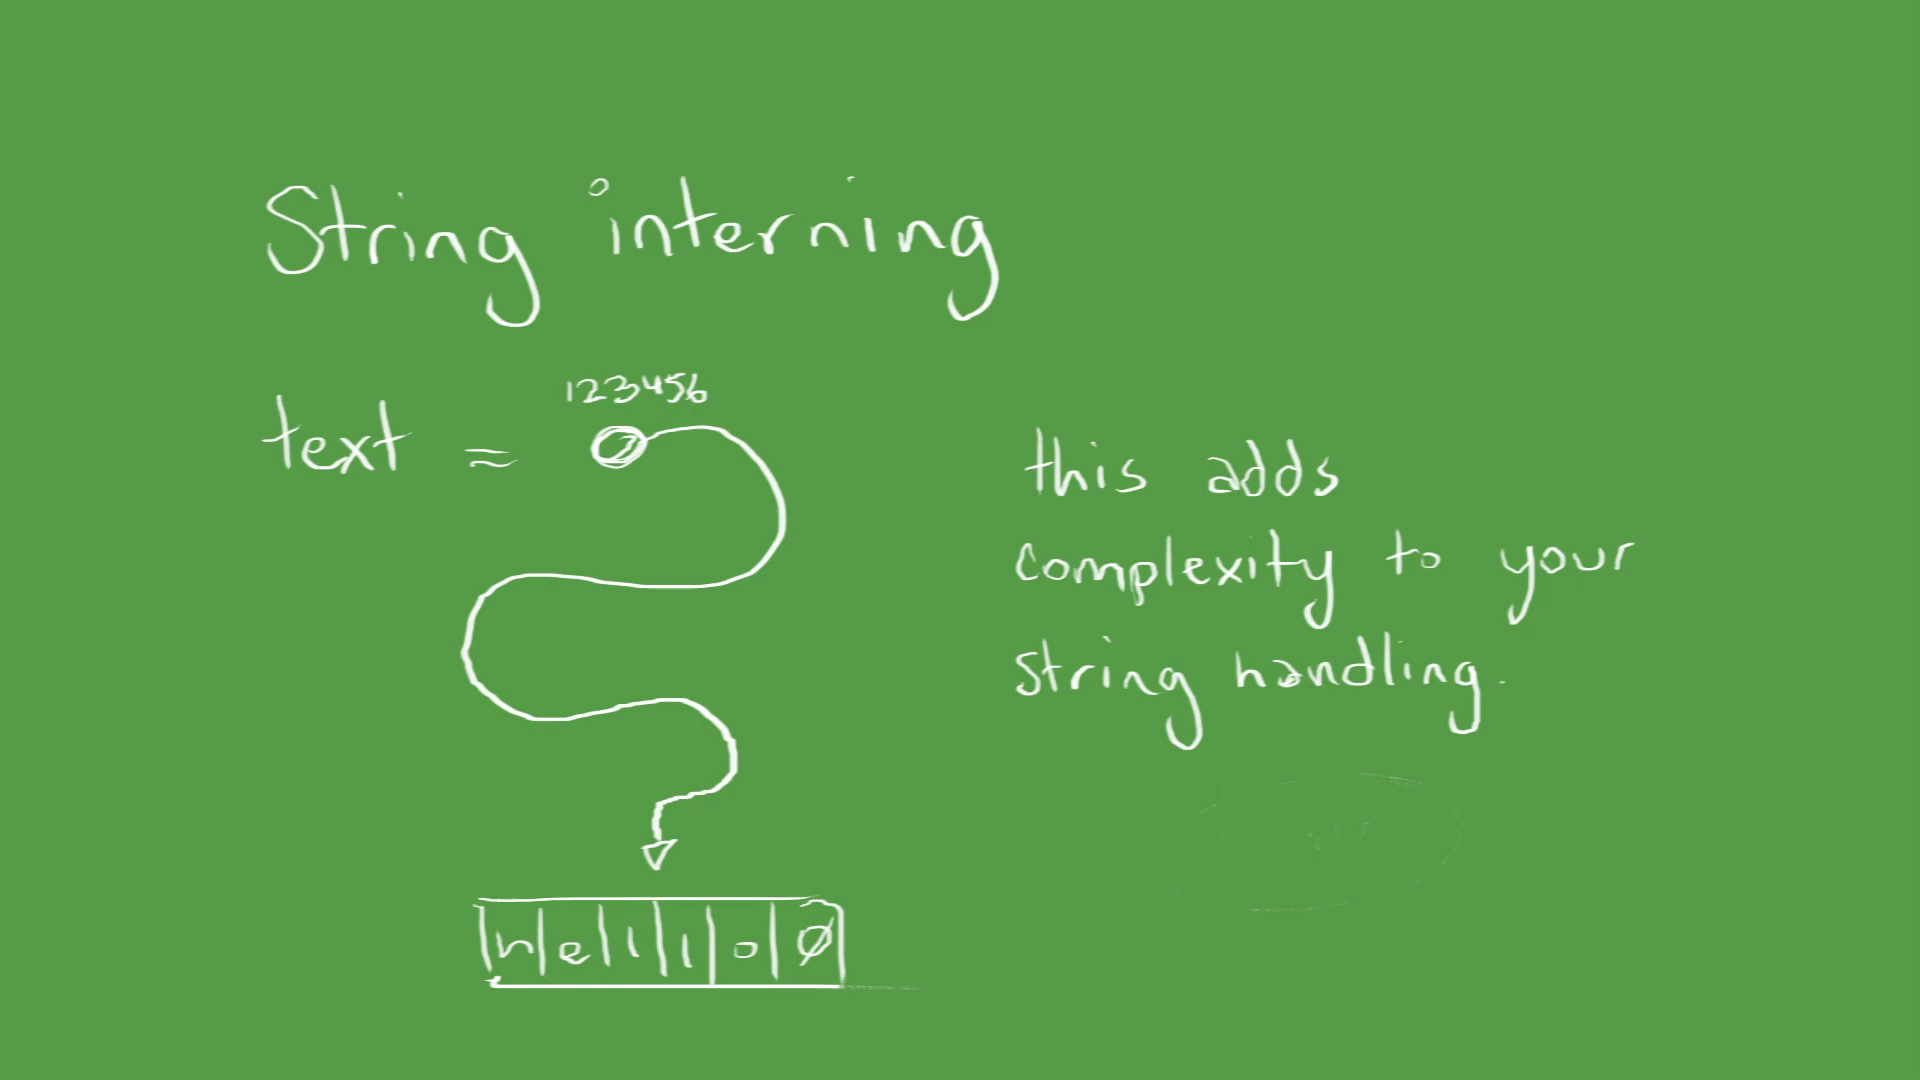 String interning
123456
text =
this adds
complexity to your
string handling.
h e l l o Ø